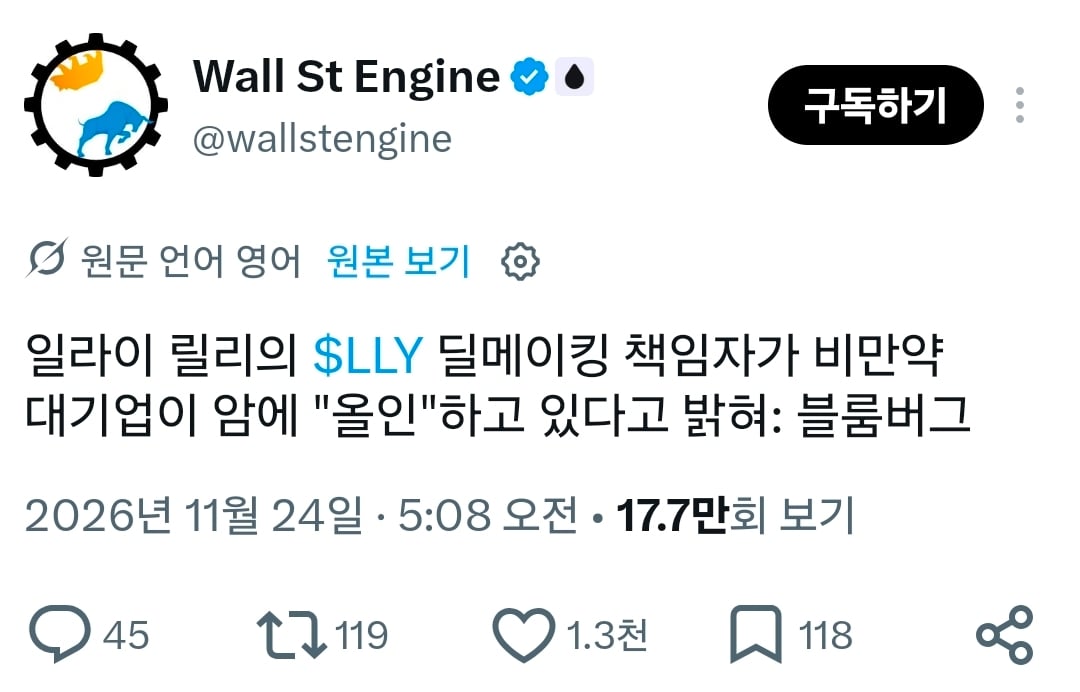 Wall St Engine
@wallstengine
구독하기
원문 언어 영어 원본 보기
일라이 릴리의 $LLY 딜메이킹 책임자가 비만약
대기업이 암에 "올인"하고 있다고 밝혀: 블룸버그
2026년 11월 24일 · 5:08 오전 • 17.7만회 보기
45 119 1.3천 118